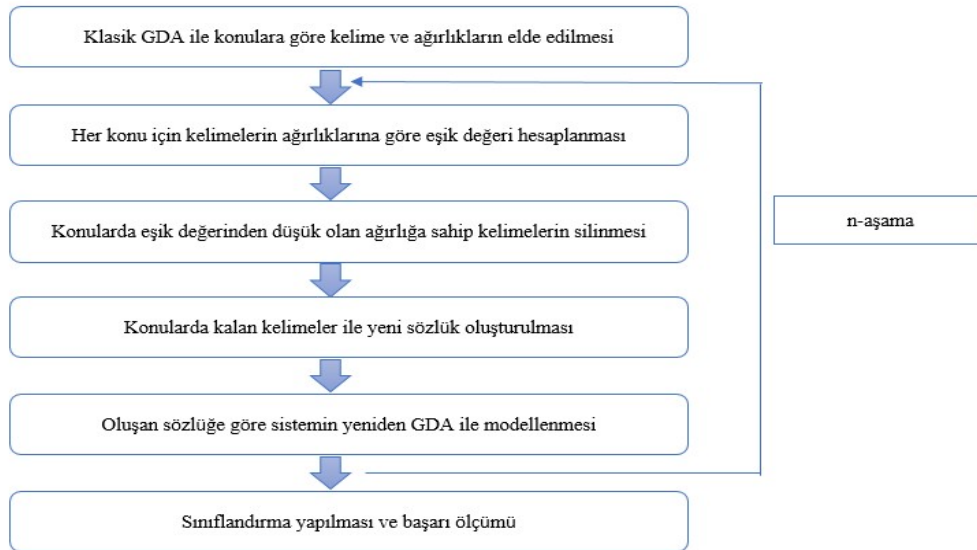 Klasik GDA ile konulara göre kelime ve ağırlıkların elde edilmesi
Her konu için kelimelerin ağırlıklarına göre eşik değeri hesaplanması
n-aşama
Konularda eşik değerinden düşük olan ağırlığa sahip kelimelerin silinmesi
Konularda kalan kelimeler ile yeni sözlük oluşturulması
Oluşan sözlüğe göre sistemin yeniden GDA ile modellenmesi
Sınıflandırma yapılması ve başarı ölçümü